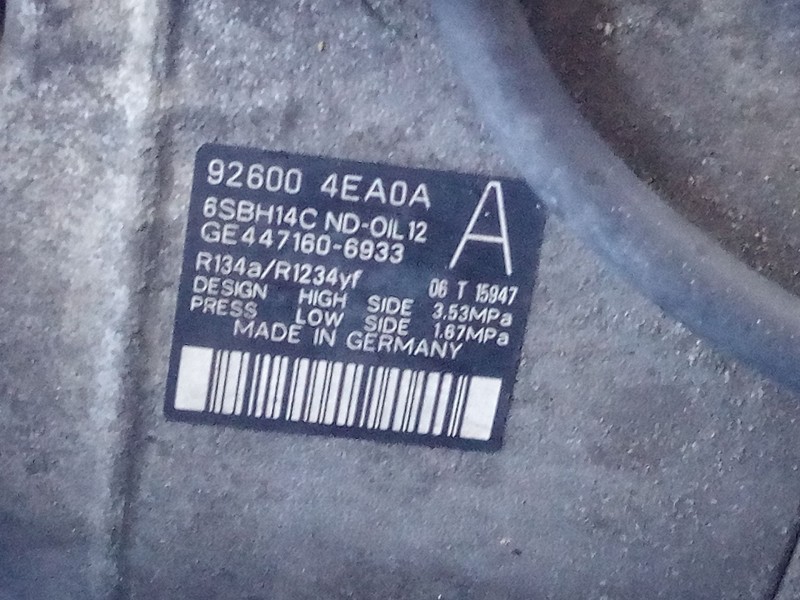 92600 4EA0A
A
6SBH14C ND-OIL 12
GE447160-6933
R134a/R1234yf
06 T 15947
DESIGN HIGH SIDE 3.53MPa
PRESS LOW SIDE 1.67MPa
MADE IN GERMANY